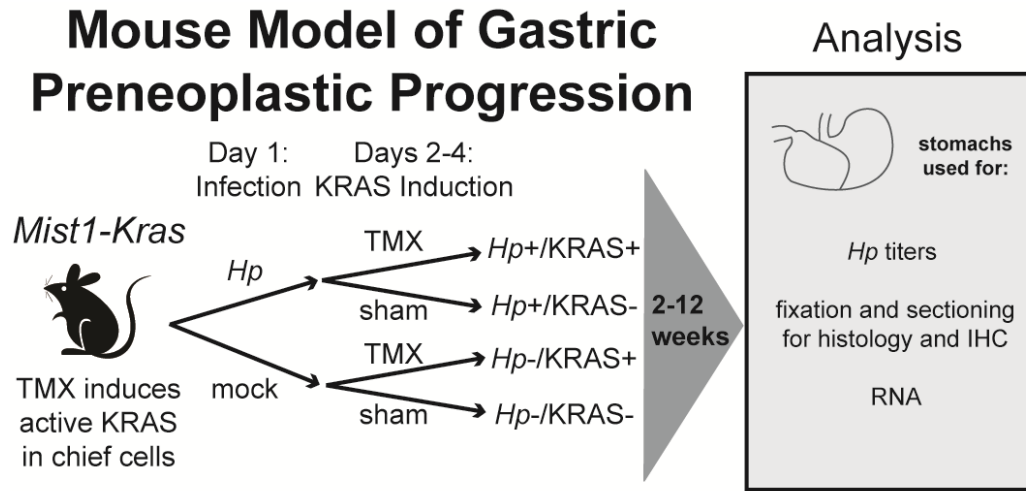 Mouse Model of Gastric
Preneoplastic Progression
Analysis
Day 1:
Infection
Days 2-4:
KRAS Induction
Mist1-Kras
TMX induces
active KRAS
in chief cells
Hp
mock
TMX
sham
TMX
sham
Hp+/KRAS+
Hp+/KRAS-
Hp-/KRAS+
Hp-/KRAS-
2-12
weeks
stomachs
used for:
Hp titers
fixation and sectioning
for histology and IHC
RNA